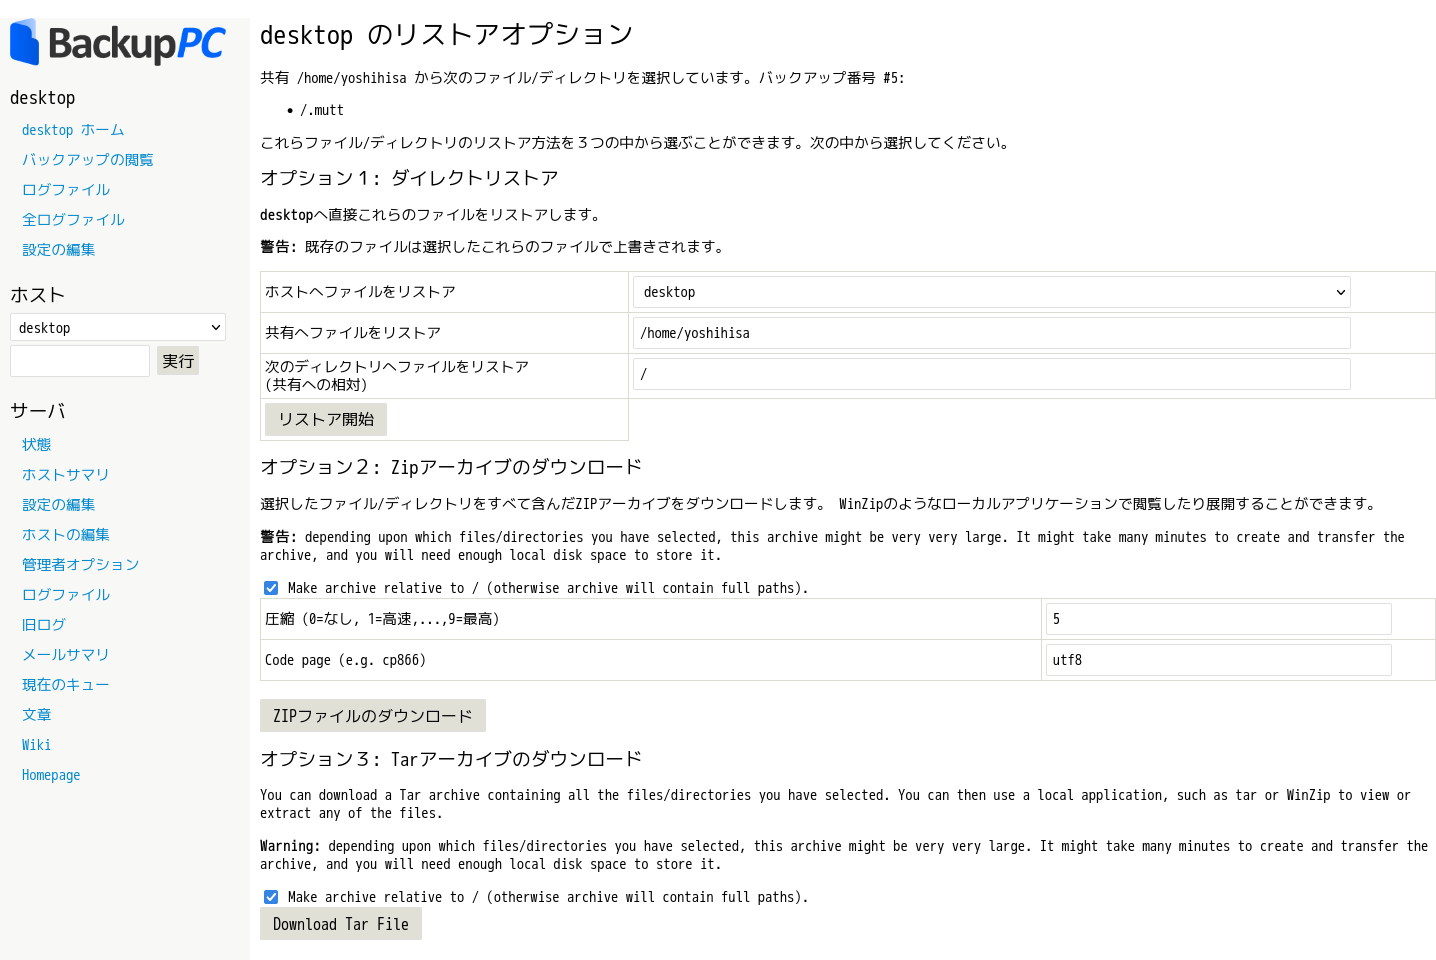 BackupPC
desktop
desktop ホーム
バックアップの閲覧
ログファイル
全ログファイル
設定の編集
ホスト
desktop
実行
サーバ
状態
ホストサマリ
設定の編集
ホストの編集
管理者オプション
ログファイル
旧ログ
メールサマリ
現在のキュー
文章
Wiki
Homepage
desktop のリストアオプション
共有 /home/yoshihisa から次のファイル/ディレクトリを選択しています。バックアップ番号 #5:
• /.mutt
これらファイル/ディレクトリのリストア方法を３つの中から選ぶことができます。次の中から選択してください。
オプション１: ダイレクトリストア
desktopへ直接これらのファイルをリストアします。
警告: 既存のファイルは選択したこれらのファイルで上書きされます。
ホストへファイルをリストア desktop
共有へファイルをリストア /home/yoshihisa
次のディレクトリへファイルをリストア
(共有への相対) /
リストア開始
オプション２: Zipアーカイブのダウンロード
選択したファイル/ディレクトリをすべて含んだZIPアーカイブをダウンロードします。 WinZipのようなローカルアプリケーションで閲覧したり展開することができます。
警告: depending upon which files/directories you have selected, this archive might be very very large. It might take many minutes to create and transfer the
archive, and you will need enough local disk space to store it.
Make archive relative to / (otherwise archive will contain full paths).
圧縮 (0=なし, 1=高速,...,9=最高) 5
Code page (e.g. cp866) utf8
ZIPファイルのダウンロード
オプション３: Tarアーカイブのダウンロード
You can download a Tar archive containing all the files/directories you have selected. You can then use a local application, such as tar or WinZip to view or
extract any of the files.
Warning: depending upon which files/directories you have selected, this archive might be very very large. It might take many minutes to create and transfer the
archive, and you will need enough local disk space to store it.
Make archive relative to / (otherwise archive will contain full paths).
Download Tar File